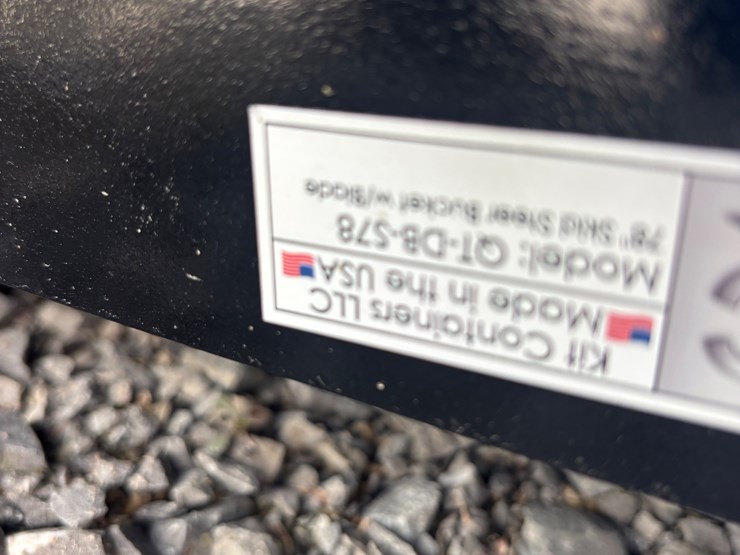 Kit Containers LLC
Made in the USA
Model: QT-DB-S78
78" Skid Steer Bucket w/Blade